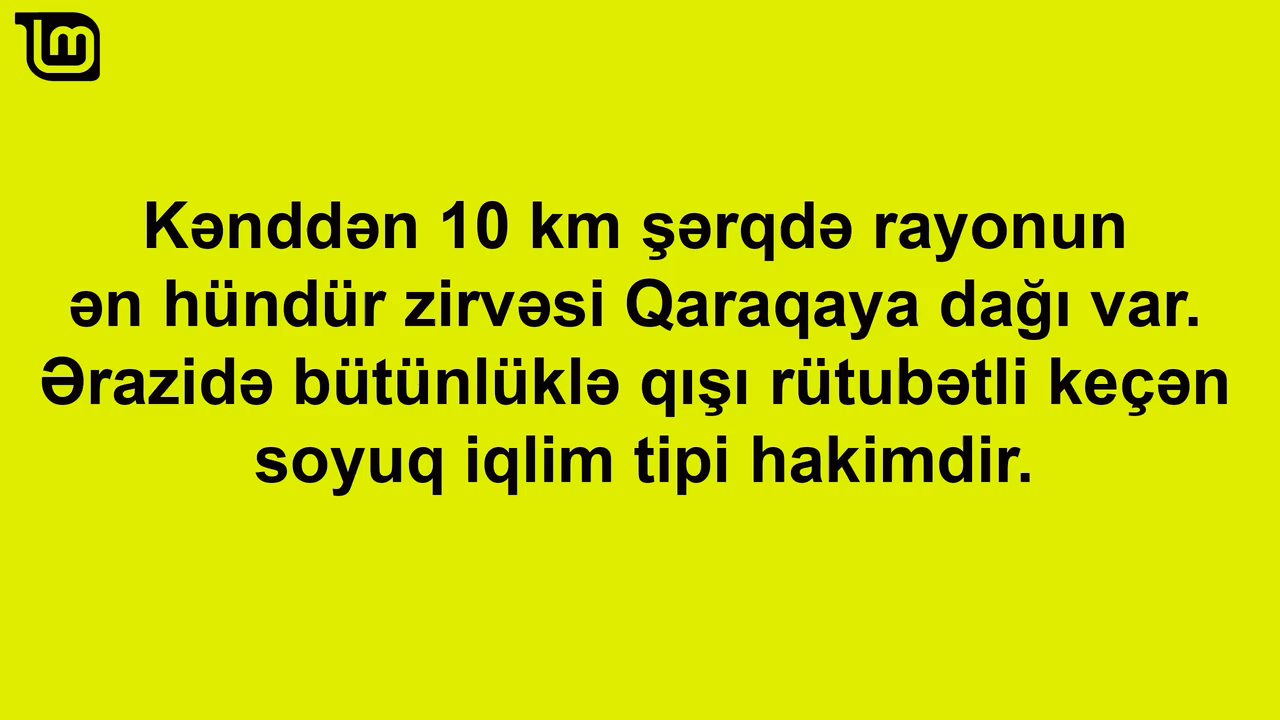 Kənddən 10 km şərqdə rayonun
ən hündür zirvəsi Qaraqaya dağı var.
Ərazidə bütünlüklə qışı rütubətli keçən
soyuq iqlim tipi hakimdir.